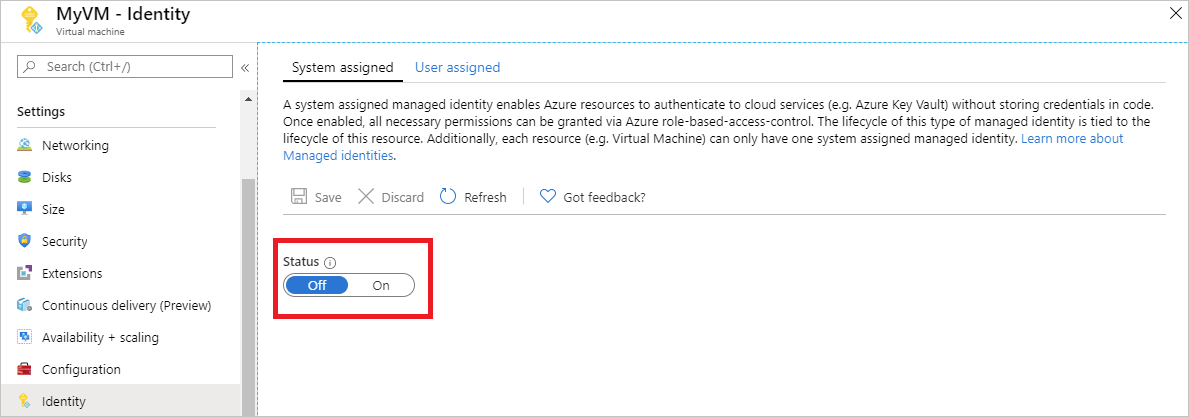 MyVM - Identity
Virtual machine
Search (Ctrl+/)
«
Settings
Networking
Disks
Size
Security
Extensions
Continuous delivery (Preview)
Availability + scaling
Configuration
Identity
System assigned
User assigned
A system assigned managed identity enables Azure resources to authenticate to cloud services (e.g. Azure Key Vault) without storing credentials in code.
Once enabled, all necessary permissions can be granted via Azure role-based-access-control. The lifecycle of this type of managed identity is tied to the
lifecycle of this resource. Additionally, each resource (e.g. Virtual Machine) can only have one system assigned managed identity. Learn more about
Managed identities.
Save
Discard
Refresh
Got feedback?
Status
Off
On